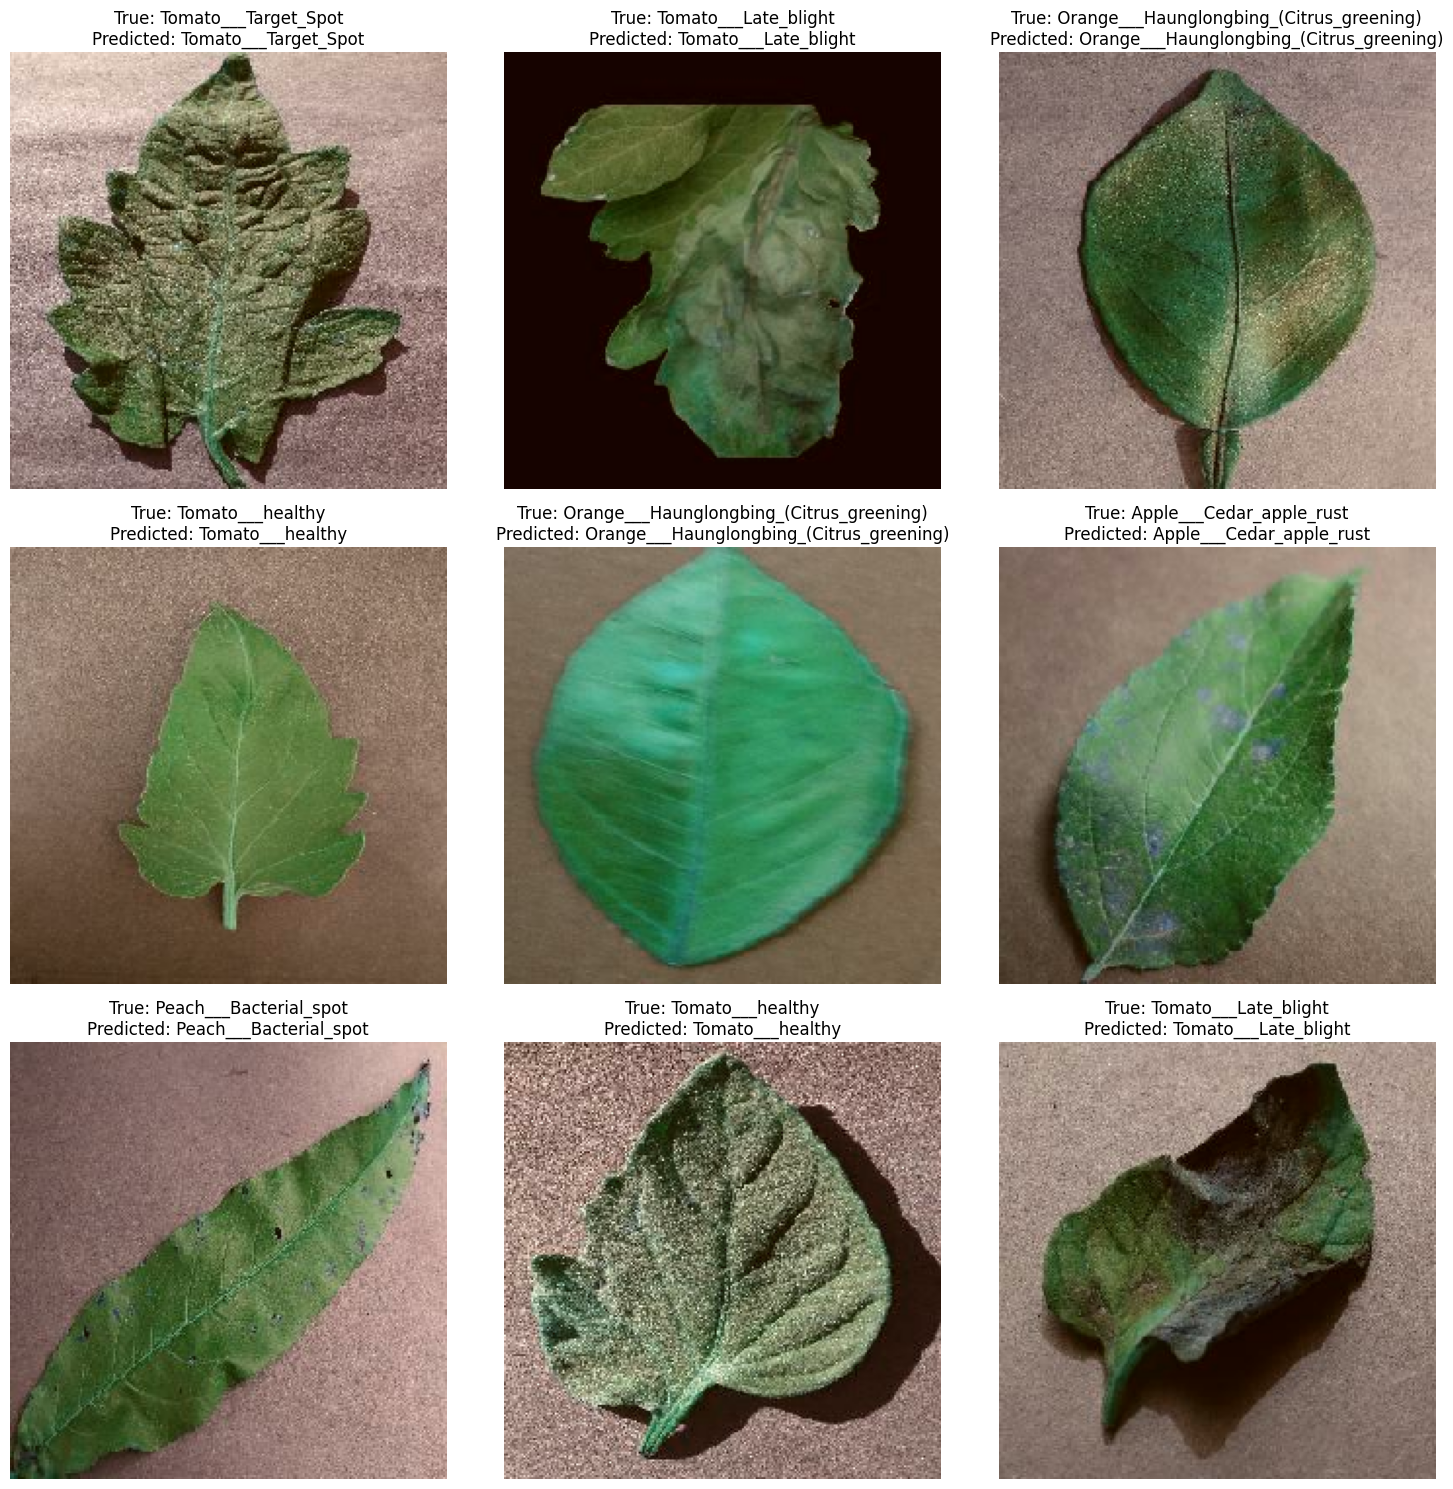 True: Tomato___Target_Spot
Predicted: Tomato___Target_Spot
True: Tomato___Late_blight
Predicted: Tomato___Late_blight
True: Orange___Haunglongbing_(Citrus_greening)
Predicted: Orange___Haunglongbing_(Citrus_greening)
True: Tomato___healthy
Predicted: Tomato___healthy
True: Orange___Haunglongbing_(Citrus_greening)
Predicted: Orange___Haunglongbing_(Citrus_greening)
True: Apple___Cedar_apple_rust
Predicted: Apple___Cedar_apple_rust
True: Peach___Bacterial_spot
Predicted: Peach___Bacterial_spot
True: Tomato___healthy
Predicted: Tomato___healthy
True: Tomato___Late_blight
Predicted: Tomato___Late_blight